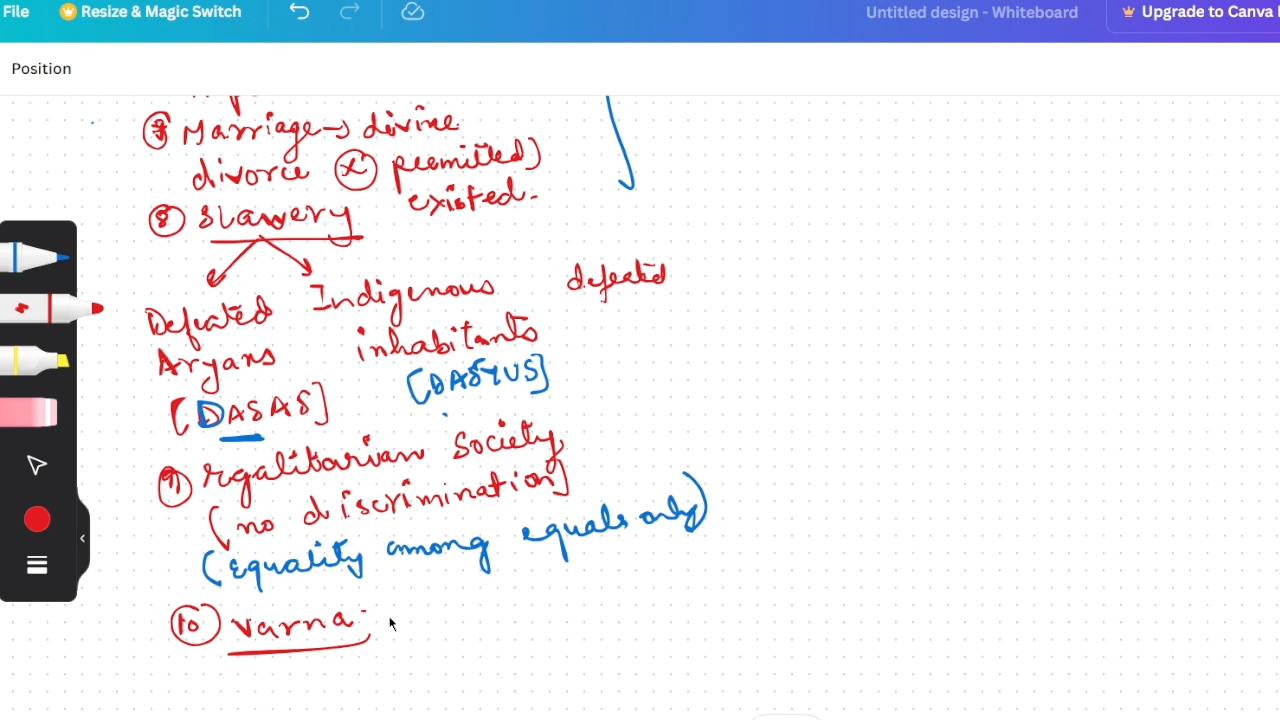 File Resize & Magic Switch Untitled design - Whiteboard Upgrade to Canva
Position
⑦ Marriage → divine
divorce ⓧ permitted)
existed.
⑧ Slavery
Defeated Indigenous defeated
Aryans inhabitants
[DASAS] [DASYUS]
⑨ Egalitarian Society
(no discrimination]
(equality among equals only)
⑩ Varna